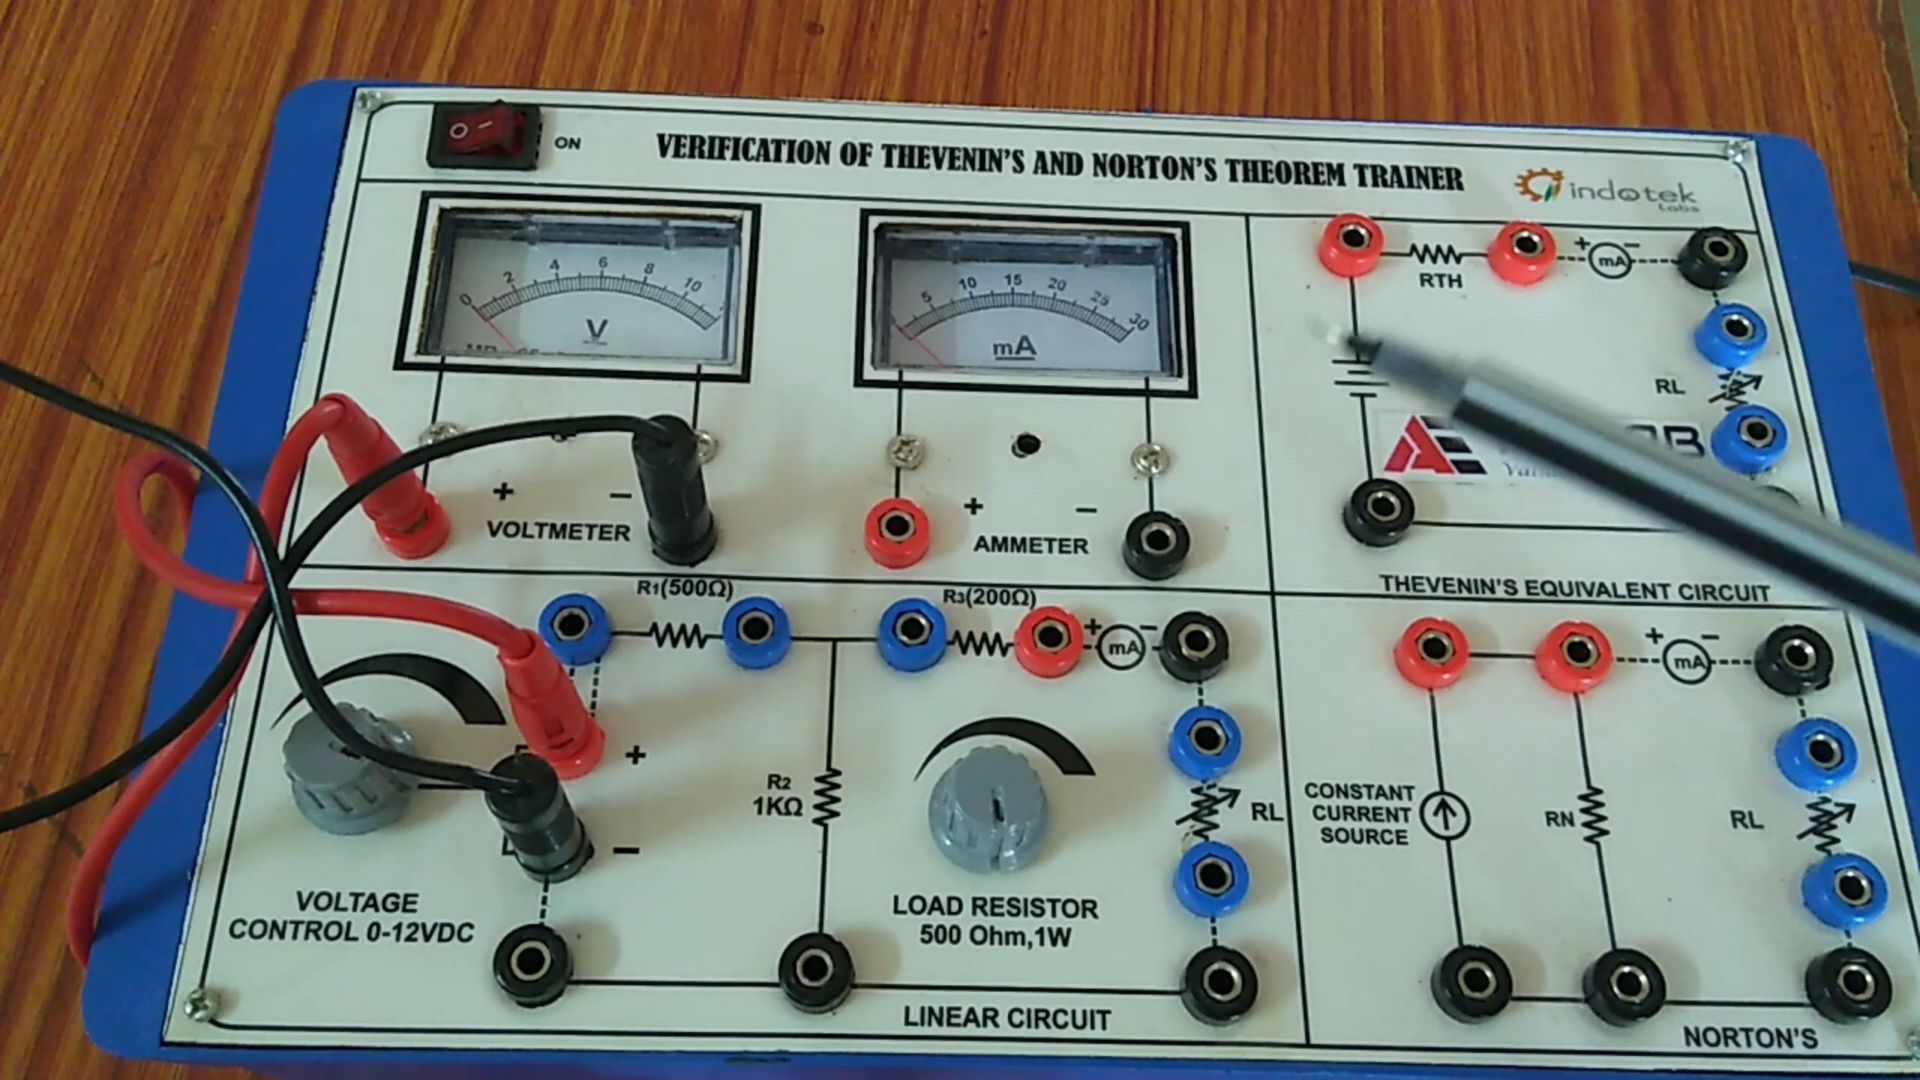 ON
VERIFICATION OF THEVENIN'S AND NORTON'S THEOREM TRAINER
indotek
Labs
0 2 4 6 8 10
V
5 10 15 20 25 30
mA
+ −
VOLTMETER
+ −
AMMETER
RTH
+ mA −
RL
THEVENIN'S EQUIVALENT CIRCUIT
R1(500Ω)
R3(200Ω)
+ mA −
+
−
R2
1KΩ
RL
VOLTAGE
CONTROL 0-12VDC
LOAD RESISTOR
500 Ohm,1W
LINEAR CIRCUIT
+ mA −
CONSTANT
CURRENT
SOURCE
RN
RL
NORTON'S